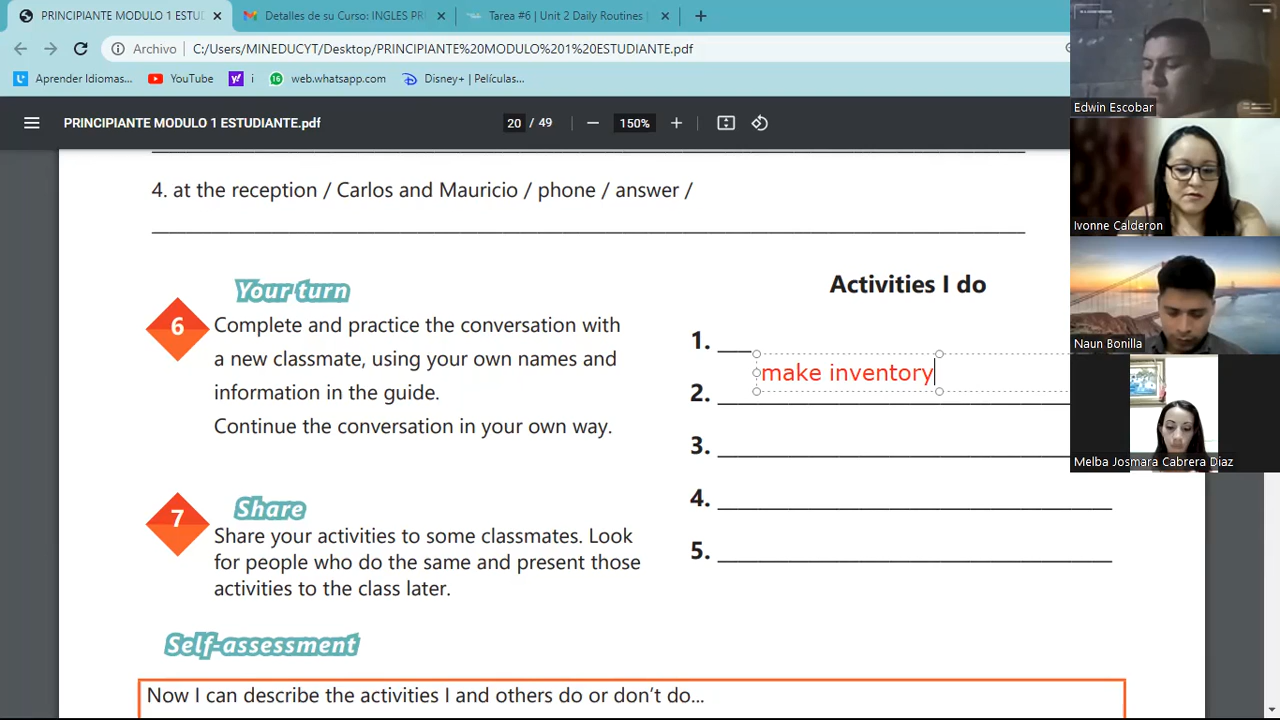 PRINCIPIANTE MODULO 1 ESTUD
Detalles de su Curso: INGLES PRI
Tarea #6 | Unit 2 Daily Routines |
Archivo
C:/Users/MINEDUCYT/Desktop/PRINCIPIANTE%20MODULO%201%20ESTUDIANTE.pdf
Aprender Idiomas...
YouTube
i
web.whatsapp.com
Disney+ | Películas...
PRINCIPIANTE MODULO 1 ESTUDIANTE.pdf
20 / 49
150%
4. at the reception / Carlos and Mauricio / phone / answer /
Your turn
6
Complete and practice the conversation with
a new classmate, using your own names and
information in the guide.
Continue the conversation in your own way.
7
Share
Share your activities to some classmates. Look
for people who do the same and present those
activities to the class later.
Activities I do
1.
make inventory
2.
3.
4.
5.
Self-assessment
Now I can describe the activities I and others do or don't do...
Edwin Escobar
Ivonne Calderon
Naun Bonilla
Melba Josmara Cabrera Diaz